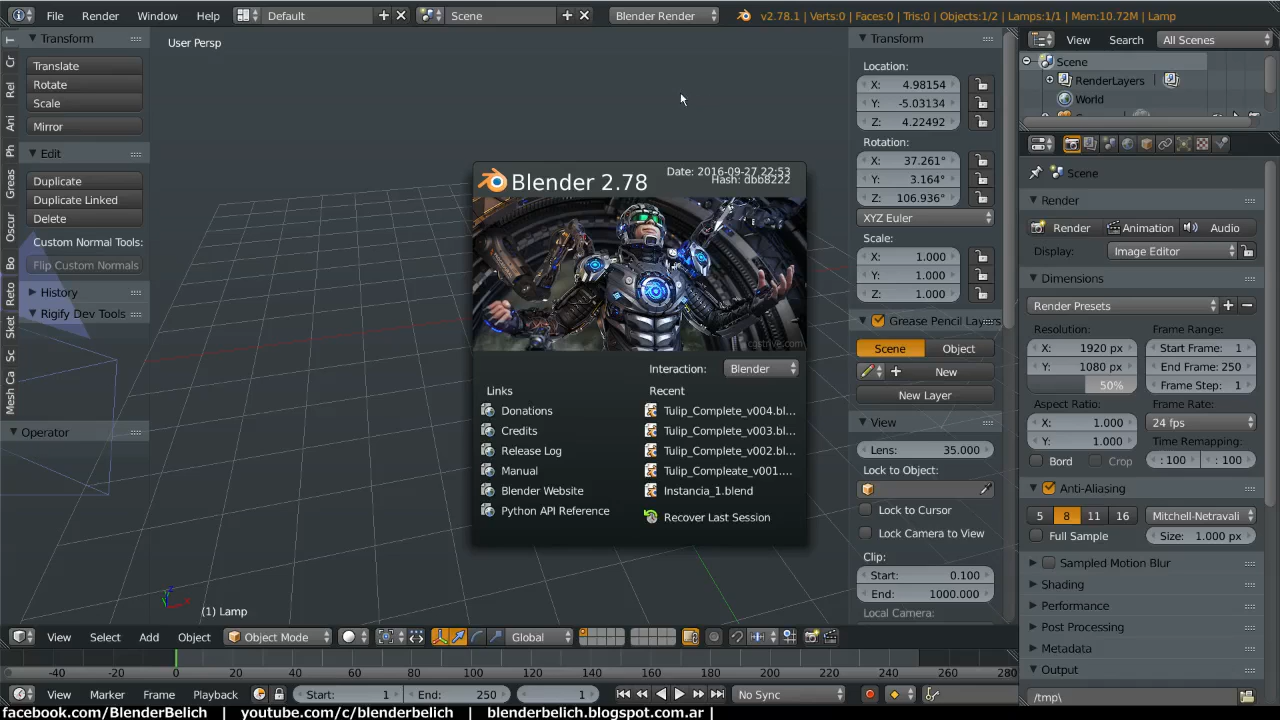 File Render Window Help Default Scene Blender Render v2.78.1 | Verts:0 | Faces:0 | Tris:0 | Objects:1/2 | Lamps:1/1 | Mem:10.72M | Lamp
T
Cr
Rel
Ani
Ph
Greas
Oscur
Bo
Reto
Sket
Sc
Mesh Ca
Transform
Translate
Rotate
Scale
Mirror
Edit
Duplicate
Duplicate Linked
Delete
Custom Normal Tools:
Flip Custom Normals
History
Rigify Dev Tools
Operator
User Persp
(1) Lamp
Blender 2.78
Date: 2016-09-27 22:53
Hash: dbb8222
Interaction: Blender
Links
Donations
Credits
Release Log
Manual
Blender Website
Python API Reference
Recent
Tulip_Complete_v004.bl...
Tulip_Complete_v003.bl...
Tulip_Complete_v002.bl...
Tulip_Compleate_v001....
Instancia_1.blend
Recover Last Session
Transform
Location:
X: 4.98154
Y: -5.03134
Z: 4.22492
Rotation:
X: 37.261°
Y: 3.164°
Z: 106.936°
XYZ Euler
Scale:
X: 1.000
Y: 1.000
Z: 1.000
Grease Pencil Layers
Scene Object
New
New Layer
View
Lens: 35.000
Lock to Object:
Lock to Cursor
Lock Camera to View
Clip:
Start: 0.100
End: 1000.000
Local Camera:
View Search All Scenes
Scene
RenderLayers
World
Scene
Render
Render Animation Audio
Display: Image Editor
Dimensions
Render Presets
Resolution:
X: 1920 px
Y: 1080 px
50%
Aspect Ratio:
X: 1.000
Y: 1.000
Bord Crop
Frame Range:
Start Frame: 1
End Frame: 250
Frame Step: 1
Frame Rate:
24 fps
Time Remapping:
: 100 : 100
Anti-Aliasing
5 8 11 16 Mitchell-Netravali
Full Sample Size: 1.000 px
Sampled Motion Blur
Shading
Performance
Post Processing
Metadata
Output
/tmp\
View Select Add Object Object Mode Global
-40 -20 0 20 40 60 80 100 120 140 160 180 200 220 240 260 280
View Marker Frame Playback Start: 1 End: 250 1 No Sync
facebook.com/BlenderBelich | youtube.com/c/blenderbelich | blenderbelich.blogspot.com.ar |